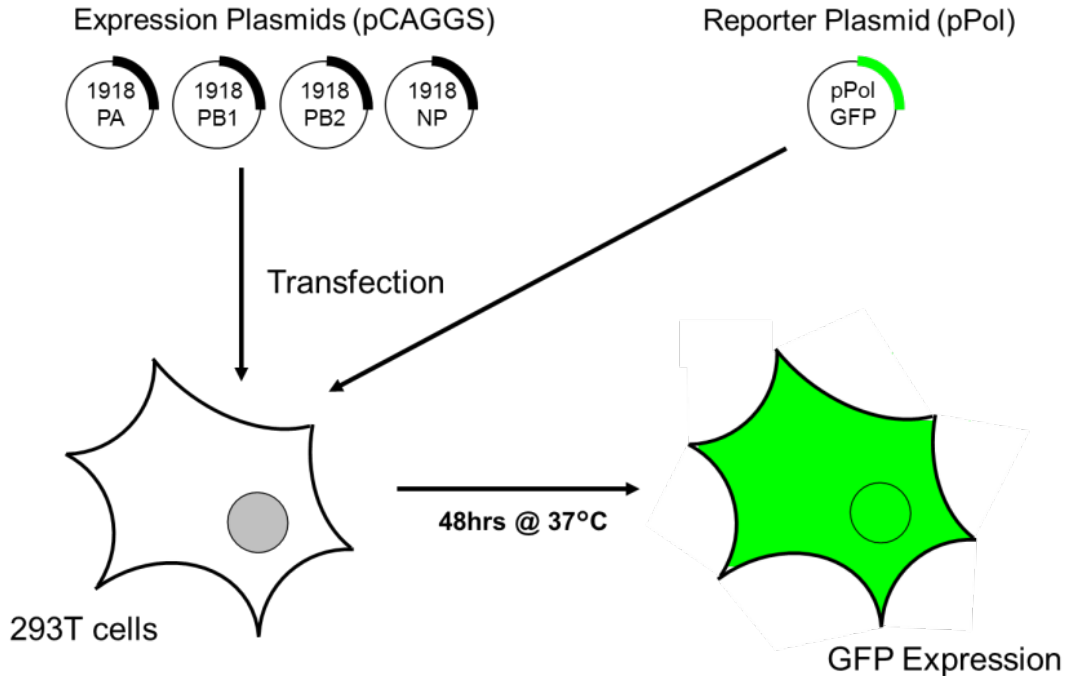 Expression Plasmids (pCAGGS)
Reporter Plasmid (pPol)
1918
PA
1918
PB1
1918
PB2
1918
NP
pPol
GFP
Transfection
48hrs @ 37°C
293T cells
GFP Expression